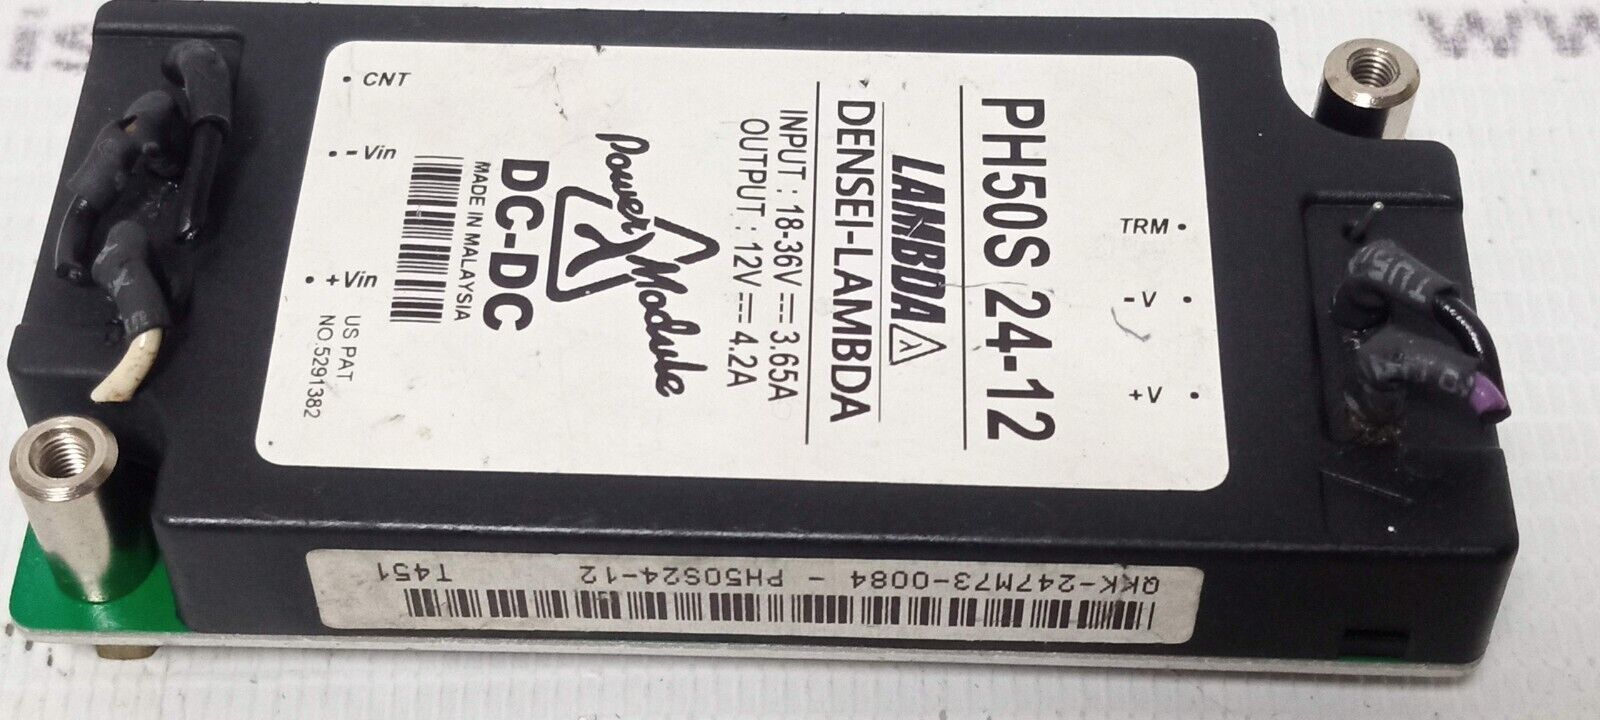 PH50S 24-12
LAMBDA
DENSEI-LAMBDA
INPUT : 18-36V 3.65A
OUTPUT : 12V 4.2A
Power Module
DC-DC
MADE IN MALAYSIA
US PAT
NO.5291382
CNT
-Vin
+Vin
TRM
-V
+V
QKK-247M73-0084 - PH50S24-12 T451